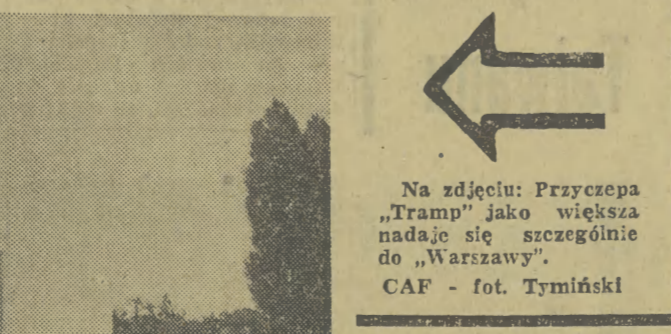 Na zdjęciu: Przyczepa
„Tramp” jako większa
nadaje się szczególnie
do „Warszawy”.
CAF - fot. Tymiński